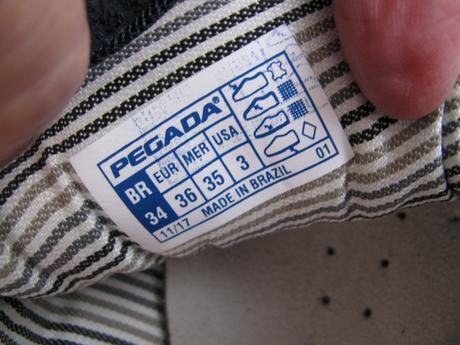 PEGADA®
BR EUR MER USA
34 36 35 3
11/17 MADE IN BRAZIL 01